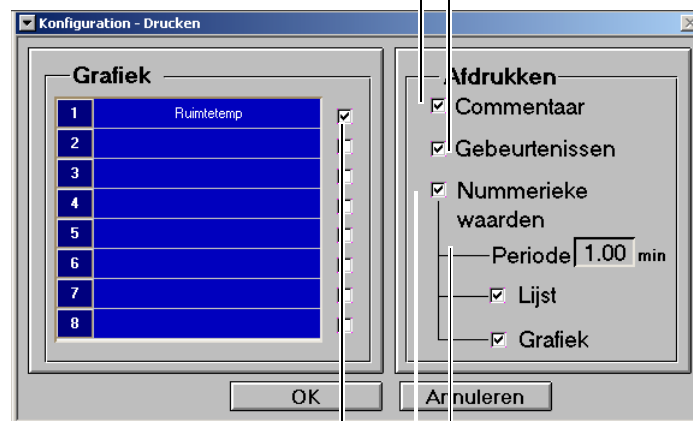 Konfiguration - Drucken
Grafiek
1 Ruimtetemp
2
3
4
5
6
7
8
Afdrukken
Commentaar
Gebeurtenissen
Nummerieke
waarden
Periode 1.00 min
Lijst
Grafiek
OK
Annuleren